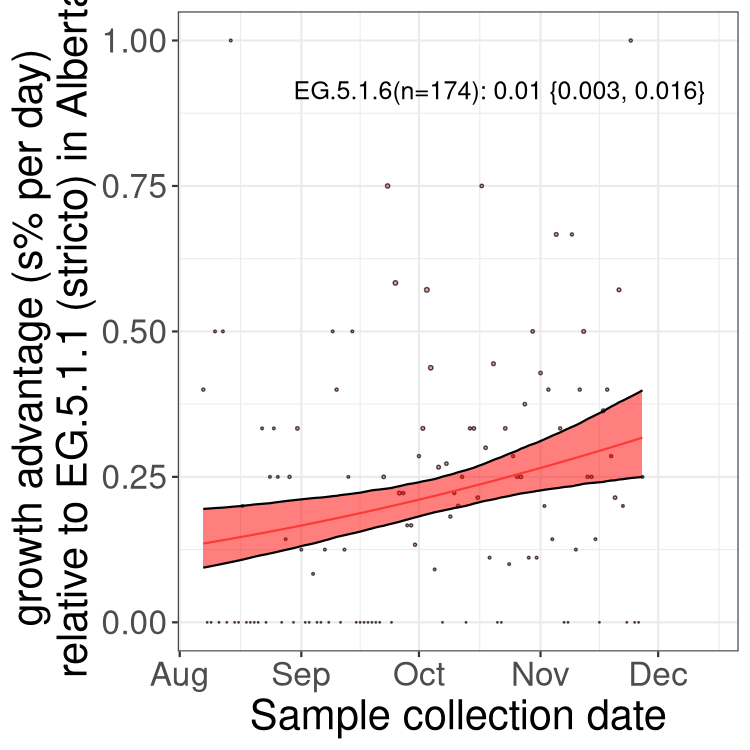 growth advantage (s% per day)
relative to EG.5.1.1 (stricto) in Alberta
1.00
0.75
0.50
0.25
0.00
EG.5.1.6(n=174): 0.01 {0.003, 0.016}
Aug Sep Oct Nov Dec
Sample collection date